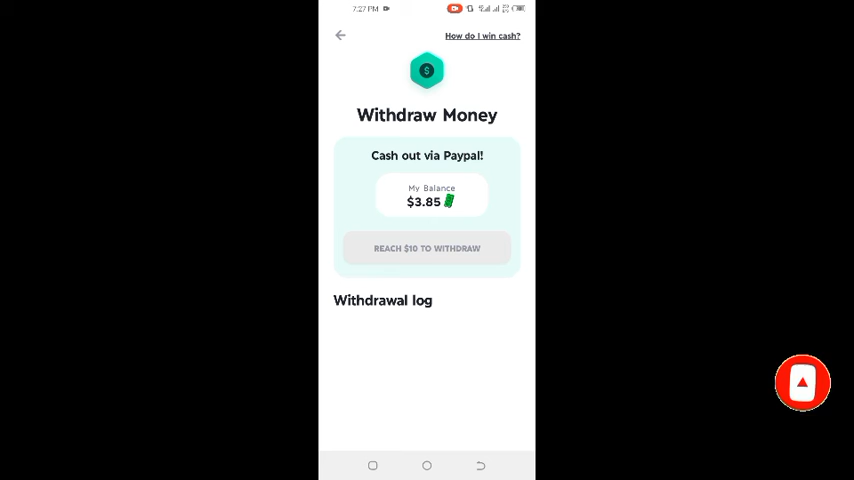 7:27 PM
How do I win cash?
$
Withdraw Money
Cash out via Paypal!
My Balance
$3.85
REACH $10 TO WITHDRAW
Withdrawal log